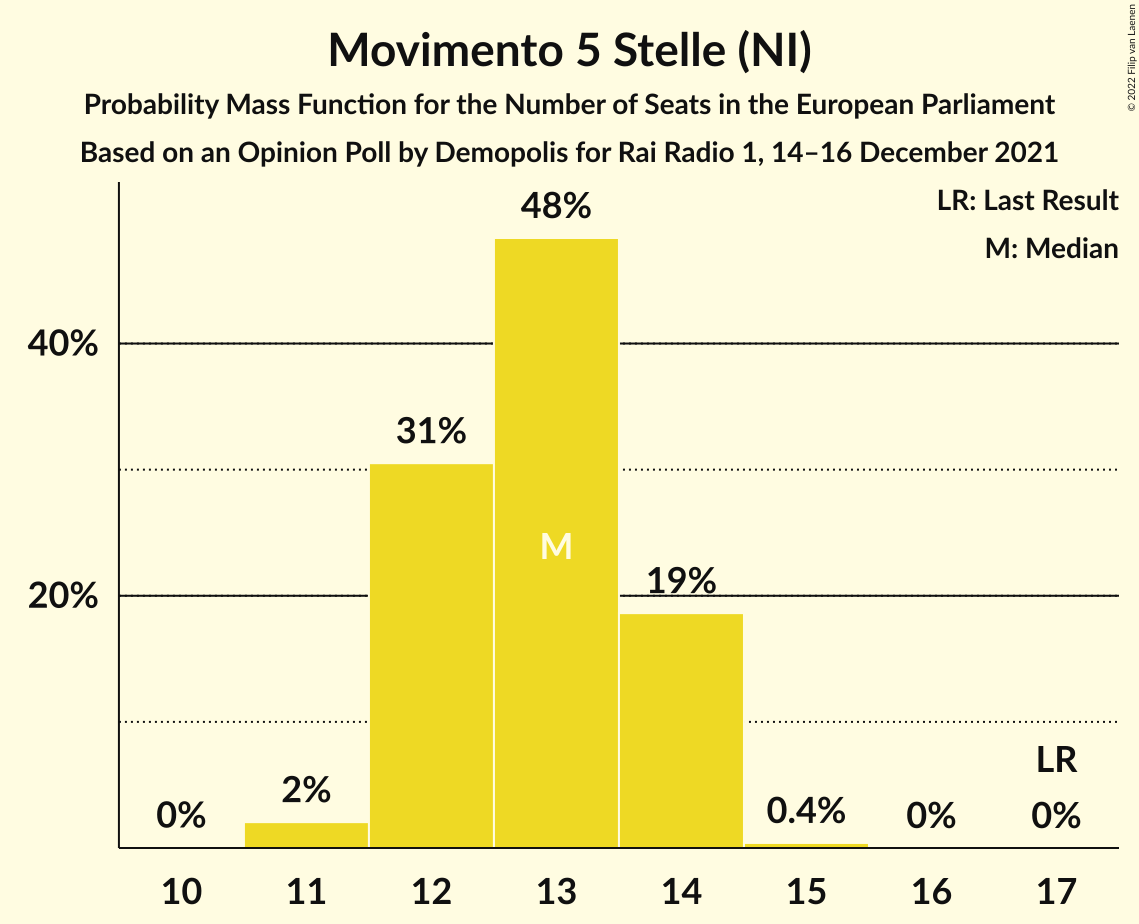 Movimento 5 Stelle (NI)
Probability Mass Function for the Number of Seats in the European Parliament
Based on an Opinion Poll by Demopolis for Rai Radio 1, 14–16 December 2021
© 2022 Filip van Laenen
LR: Last Result
M: Median
48%
40%
31%
M
20%
19%
LR
0%
2%
0.4%
0%
0%
10 11 12 13 14 15 16 17